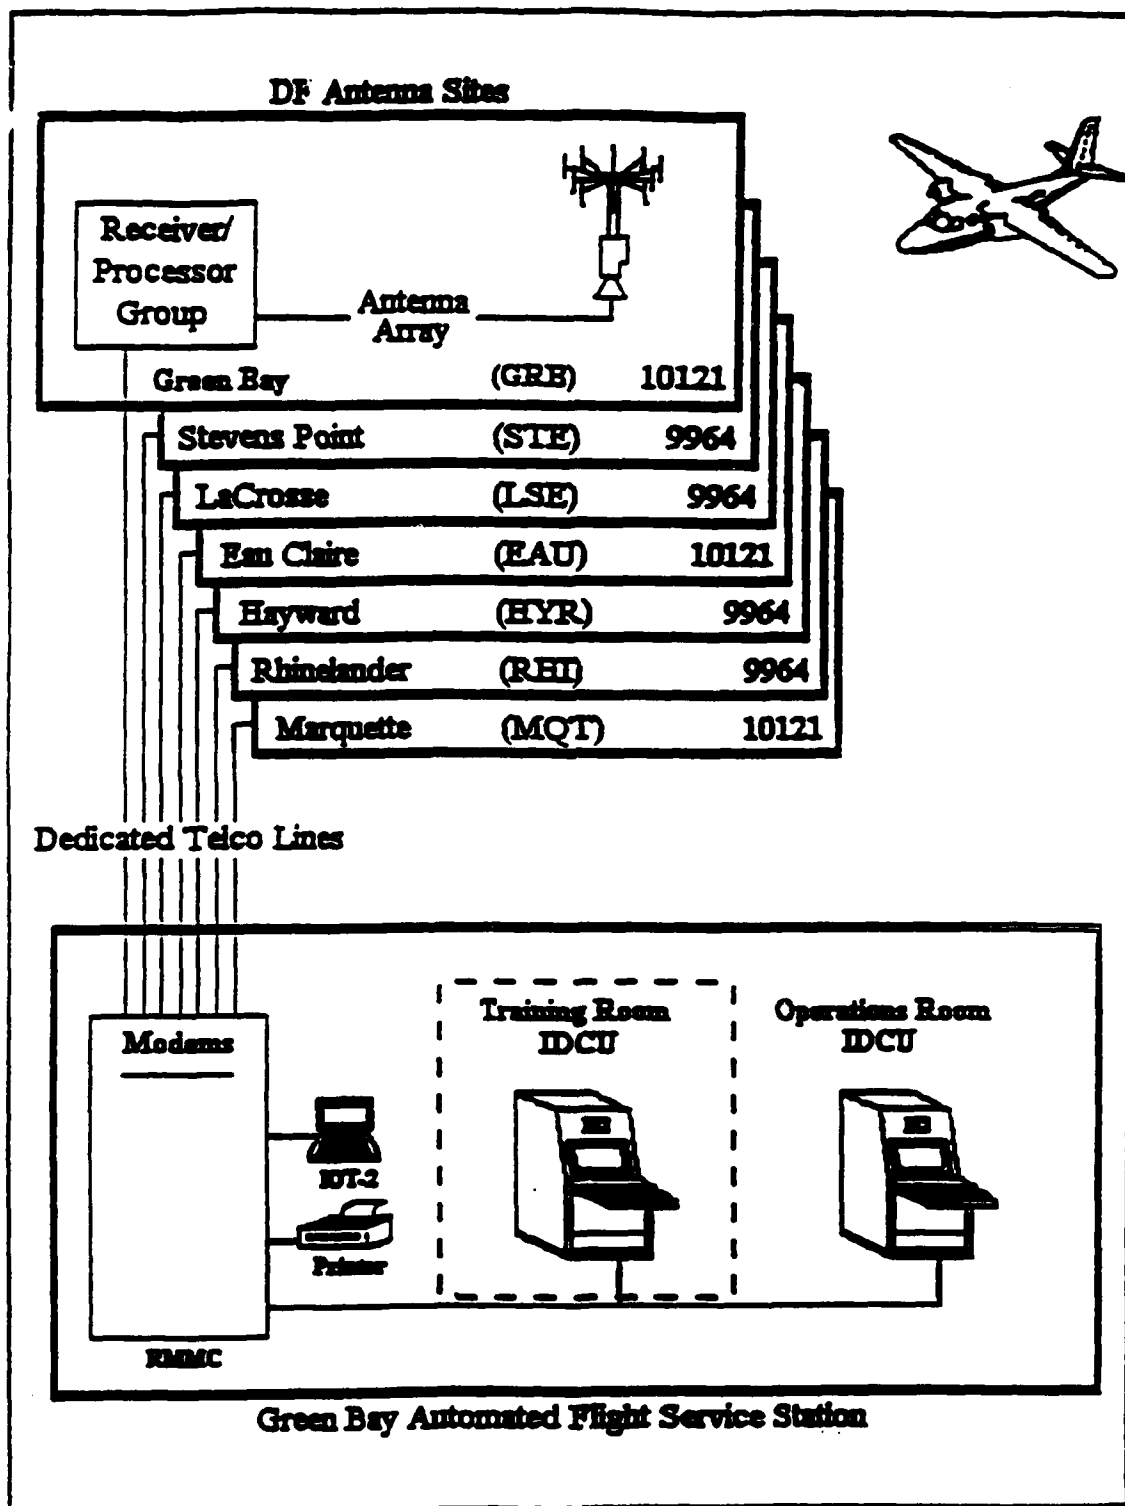 DF Antenna Sites
Receiver/
Processor
Group
Antenna
Array
Green Bay (GRB) 10121
Stevens Point (STE) 9964
LaCrosse (LSE) 9964
Eau Claire (EAU) 10121
Hayward (HYR) 9964
Rhinelander (RHI) 9964
Marquette (MQT) 10121
Dedicated Telco Lines
Modems
Training Room
IDCU
Operations Room
IDCU
IOT-2
Printer
RMMC
Green Bay Automated Flight Service Station